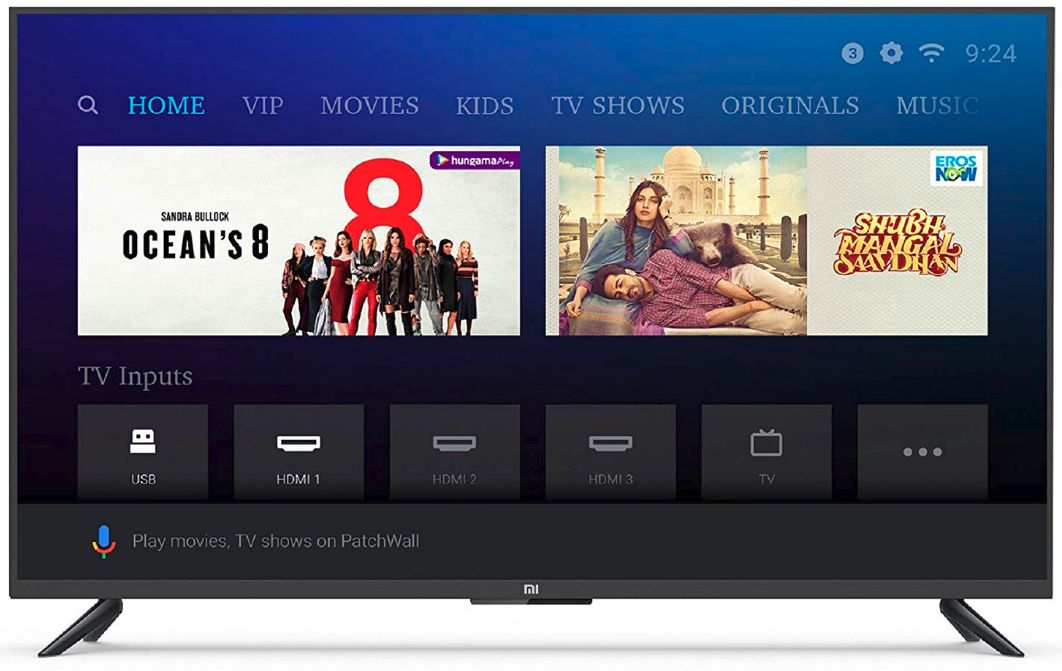 3 9:24
HOME VIP MOVIES KIDS TV SHOWS ORIGINALS MUSIC
hungama Play
SANDRA BULLOCK
OCEAN'S 8
8
EROS
NOW
SHUBH
MANGAL
SAAVDHAN
TV Inputs
USB HDMI 1 HDMI 2 HDMI 3 TV
Play movies, TV shows on PatchWall
mi